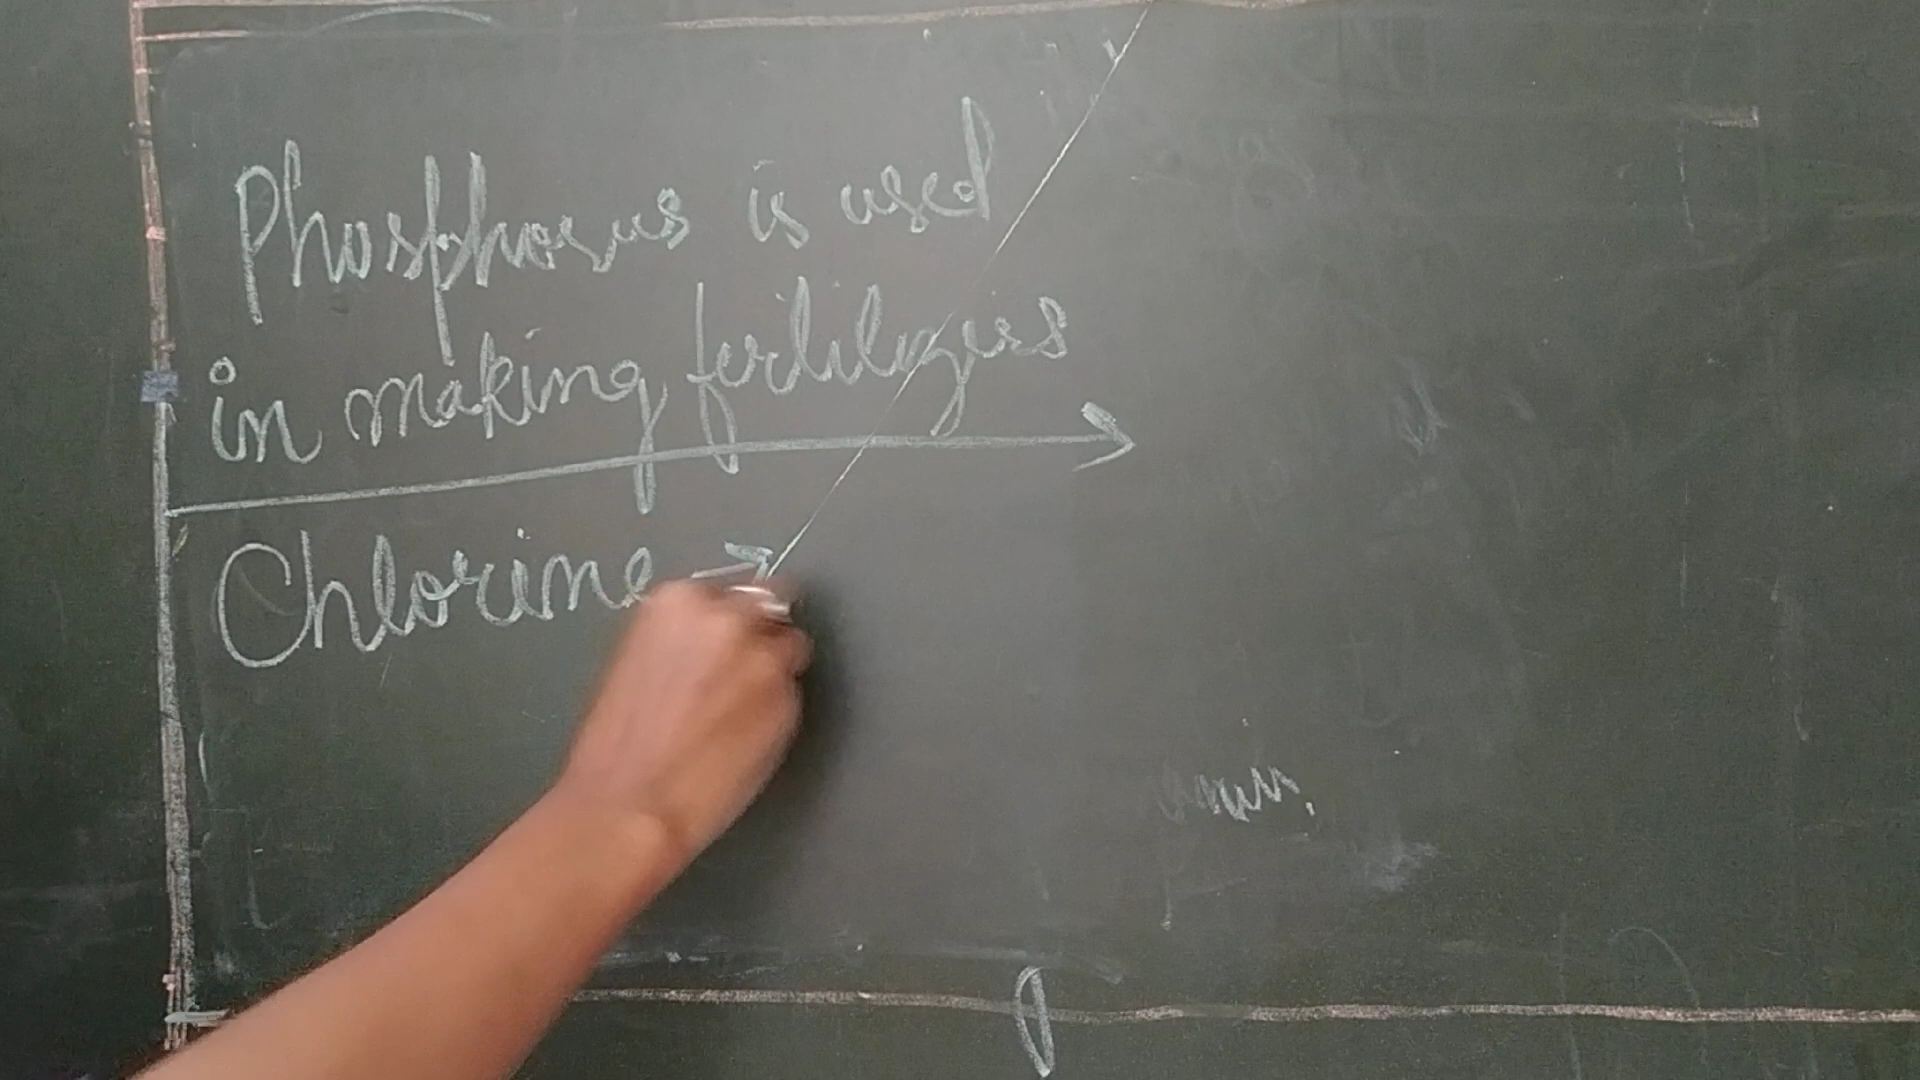 Phosphorus is used
in making fertilizers
Chlorine →